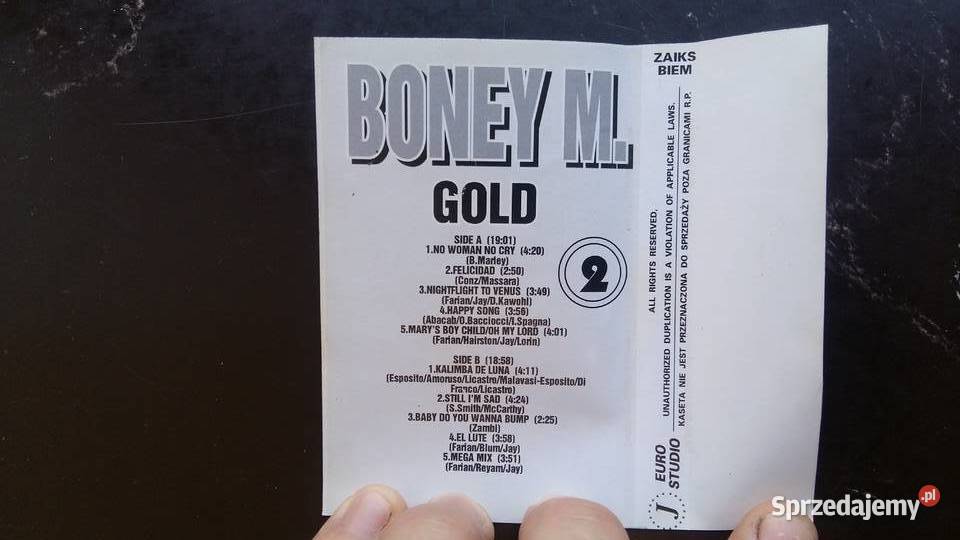 BONEY M.
GOLD
SIDE A (19:01)
1.NO WOMAN NO CRY (4:20)
(B.Marley)
2.FELICIDAD (2:50)
(Conz/Massara)
3.NIGHTFLIGHT TO VENUS (3:49)
(Farian/Jay/D.Kawohl)
4.HAPPY SONG (3:56)
(Abacab/O.Bacciocci/I.Spagna)
5.MARY'S BOY CHILD/OH MY LORD (4:01)
(Farian/Hairston/Jay/Lorin)
2
SIDE B (18:58)
1.KALIMBA DE LUNA (4:11)
(Esposito/Amoruso/Licastro/Malavasi-Esposito/Di
Franco/Licastro)
2.STILL I'M SAD (4:24)
(S.Smith/McCarthy)
3.BABY DO YOU WANNA BUMP (2:25)
(Zambi)
4.EL LUTE (3:58)
(Farian/Blum/Jay)
5.MEGA MIX (3:51)
(Farian/Reyam/Jay)
ZAIKS
BIEM
ALL RIGHTS RESERVED,
UNAUTHORIZED DUPLICATION IS A VIOLATION OF APPLICABLE LAWS.
KASETA NIE JEST PRZEZNACZONA DO SPRZEDAŻY POZA GRANICAMI R.P.
EURO
STUDIO
J
Sprzedajemy.pl